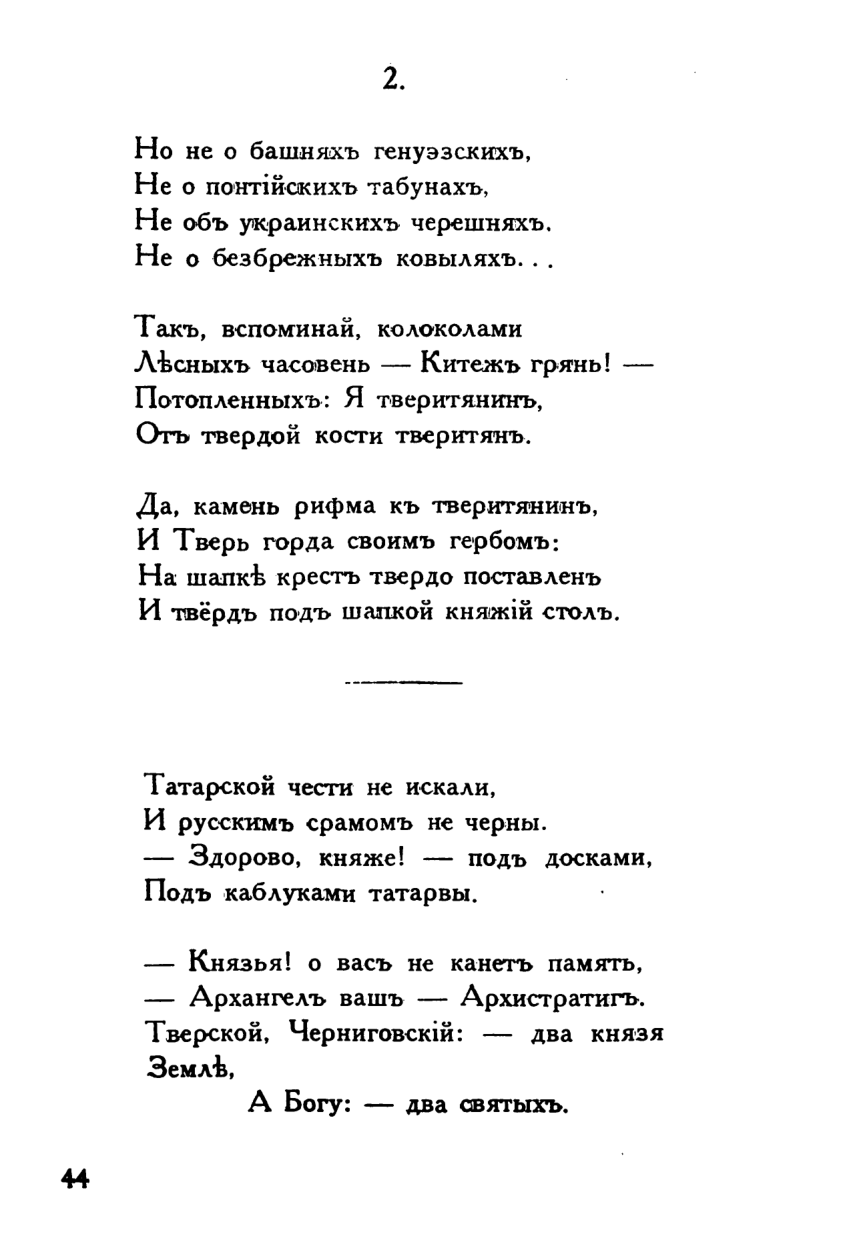 2.
Но не о башняхъ генуэзскихъ,
Не о понтійскихъ табунахъ,
Не объ украинскихъ черешняхъ.
Не о безбрежныхъ ковыляхъ. . .
Такъ, вспоминай, колоколами
Лѣсныхъ часовень — Китежъ грянь! —
Потопленныхъ: Я тверитянинъ,
Отъ твердой кости тверитянъ.
Да, камень рифма къ тверитянинъ,
И Тверь горда своимъ гербомъ:
На шапкѣ крестъ твердо поставленъ
И твёрдъ подъ шапкой княжій столъ.
Татарской чести не искали,
И русскимъ срамомъ не черны.
— Здорово, княже! — подъ досками,
Подъ каблуками татарвы.
— Князья! о васъ не канетъ память,
— Архангелъ вашъ — Архистратигъ.
Тверской, Черниговскій: — два князя
Землѣ,
А Богу: — два святыхъ.
44